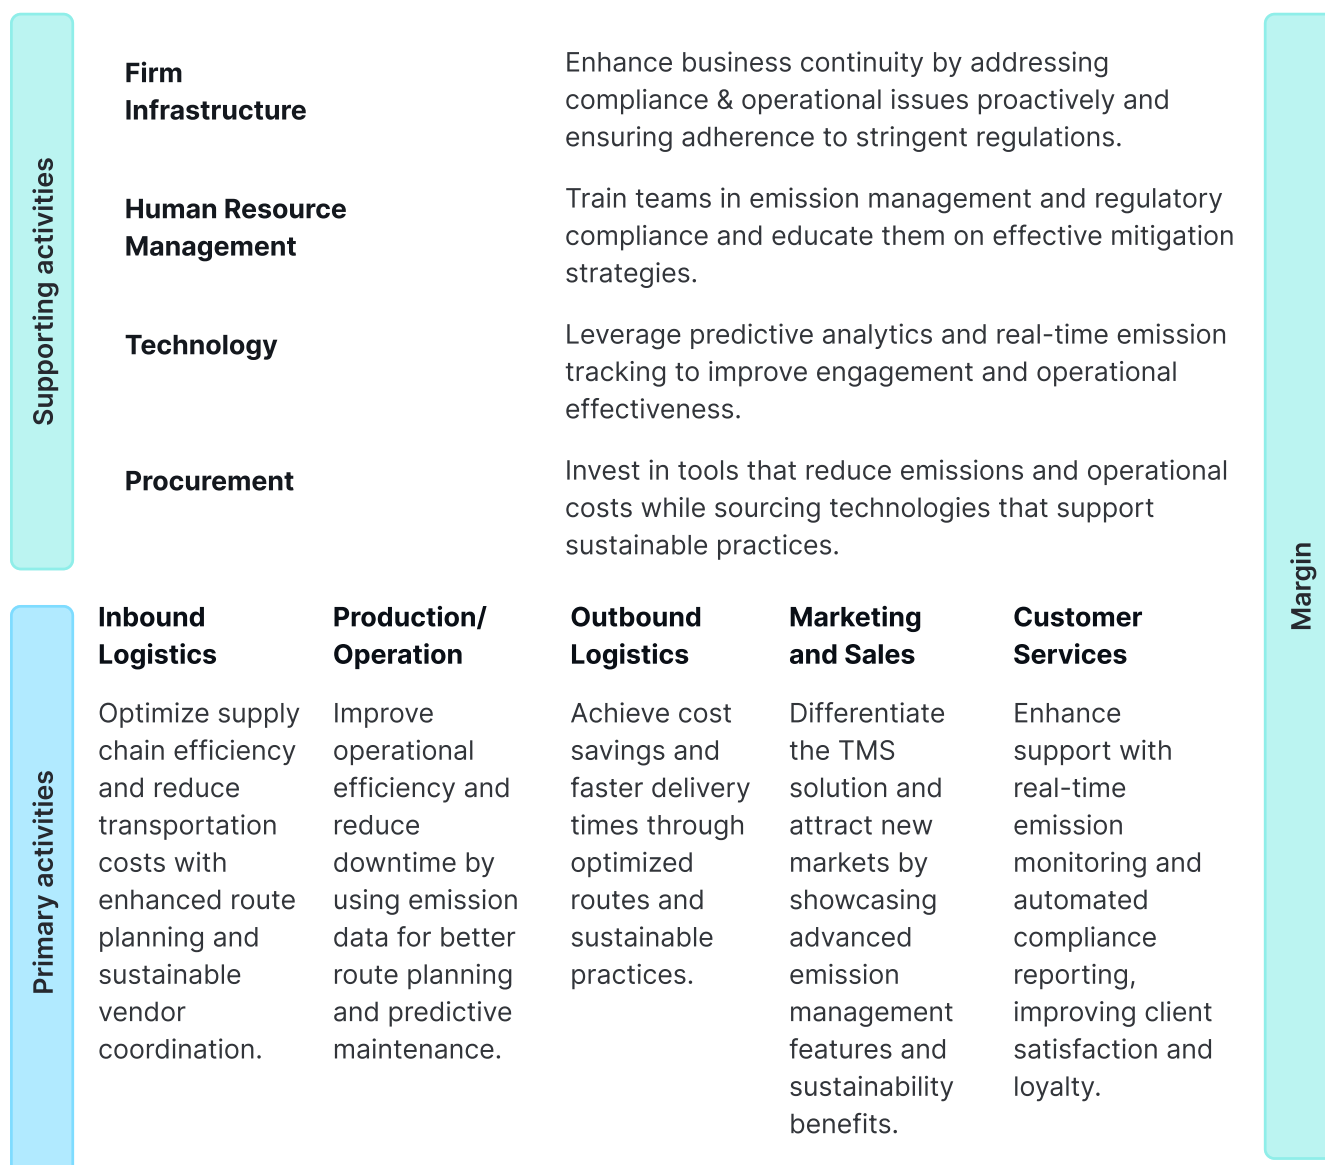 Supporting activities
Firm
Infrastructure
Enhance business continuity by addressing
compliance & operational issues proactively and
ensuring adherence to stringent regulations.
Human Resource
Management
Train teams in emission management and regulatory
compliance and educate them on effective mitigation
strategies.
Technology
Leverage predictive analytics and real-time emission
tracking to improve engagement and operational
effectiveness.
Procurement
Invest in tools that reduce emissions and operational
costs while sourcing technologies that support
sustainable practices.
Primary activities
Inbound
Logistics
Optimize supply
chain efficiency
and reduce
transportation
costs with
enhanced route
planning and
sustainable
vendor
coordination.
Production/
Operation
Improve
operational
efficiency and
reduce
downtime by
using emission
data for better
route planning
and predictive
maintenance.
Outbound
Logistics
Achieve cost
savings and
faster delivery
times through
optimized
routes and
sustainable
practices.
Marketing
and Sales
Differentiate
the TMS
solution and
attract new
markets by
showcasing
advanced
emission
management
features and
sustainability
benefits.
Customer
Services
Enhance
support with
real-time
emission
monitoring and
automated
compliance
reporting,
improving client
satisfaction and
loyalty.
Margin